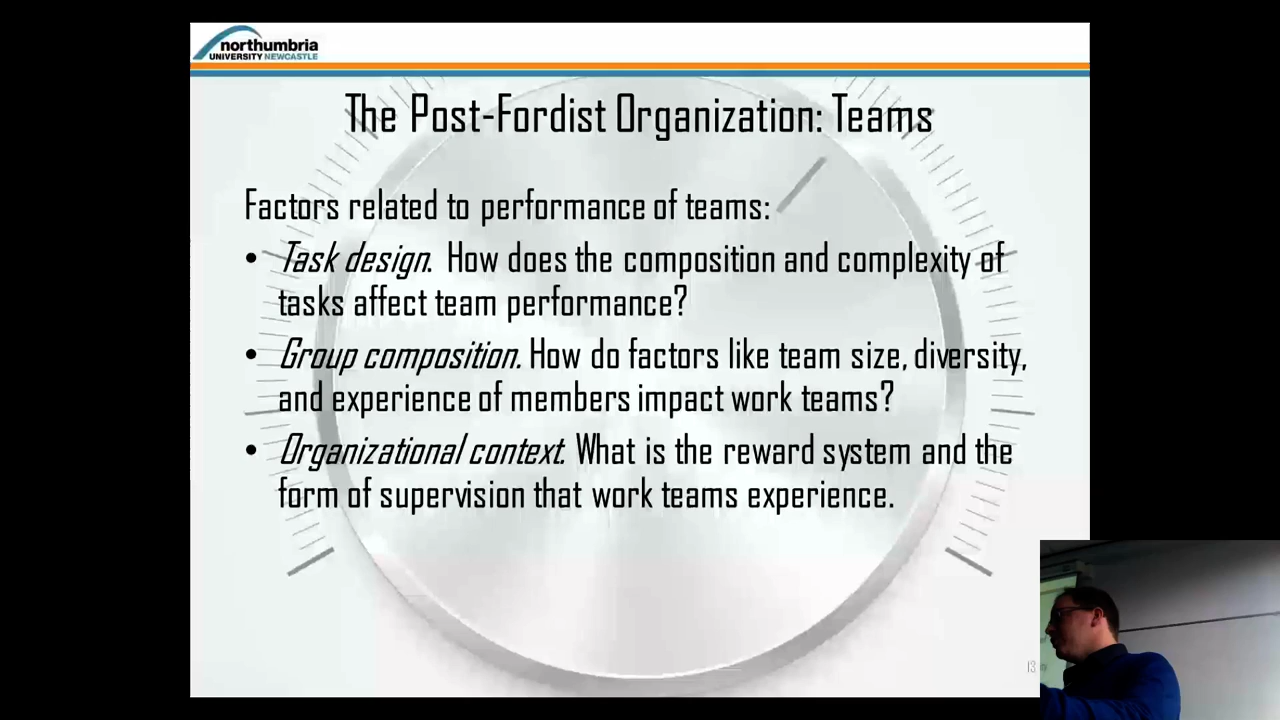 northumbria
UNIVERSITY NEWCASTLE
The Post-Fordist Organization: Teams
Factors related to performance of teams:
• Task design. How does the composition and complexity of
tasks affect team performance?
• Group composition. How do factors like team size, diversity,
and experience of members impact work teams?
• Organizational context. What is the reward system and the
form of supervision that work teams experience.